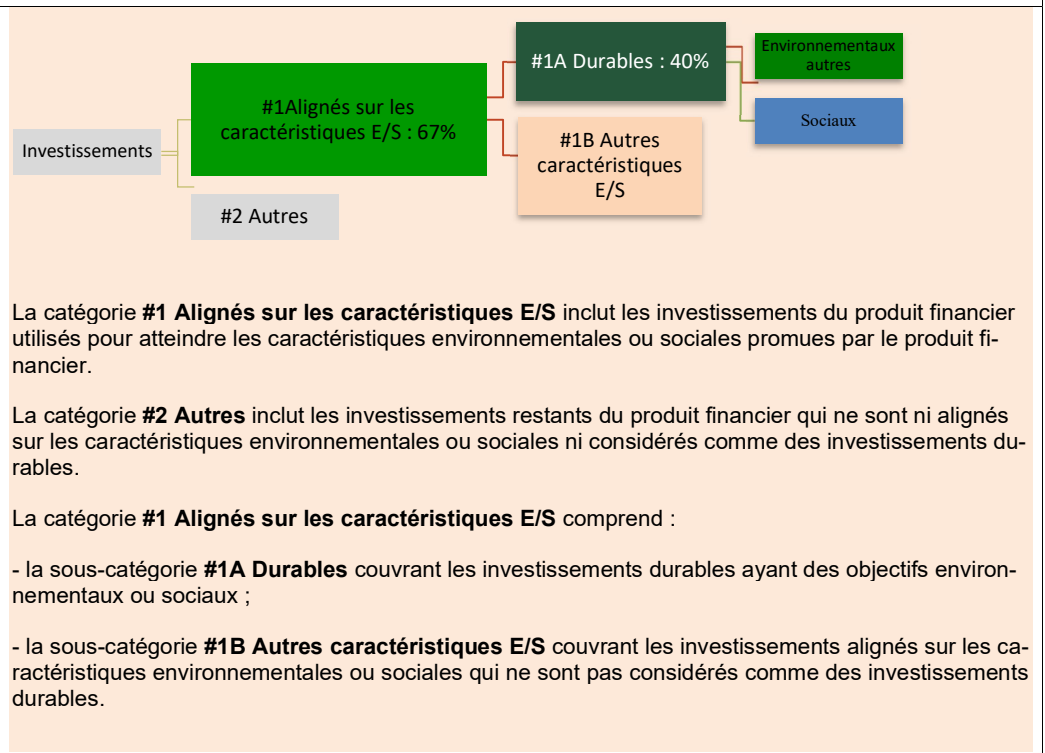 Investissements
#1Alignés sur les
caractéristiques E/S : 67%
#2 Autres
#1A Durables : 40%
#1B Autres
caractéristiques
E/S
Environnementaux
autres
Sociaux
La catégorie #1 Alignés sur les caractéristiques E/S inclut les investissements du produit financier
utilisés pour atteindre les caractéristiques environnementales ou sociales promues par le produit fi-
nancier.
La catégorie #2 Autres inclut les investissements restants du produit financier qui ne sont ni alignés
sur les caractéristiques environnementales ou sociales ni considérés comme des investissements du-
rables.
La catégorie #1 Alignés sur les caractéristiques E/S comprend :
- la sous-catégorie #1A Durables couvrant les investissements durables ayant des objectifs environ-
nementaux ou sociaux ;
- la sous-catégorie #1B Autres caractéristiques E/S couvrant les investissements alignés sur les ca-
ractéristiques environnementales ou sociales qui ne sont pas considérés comme des investissements
durables.